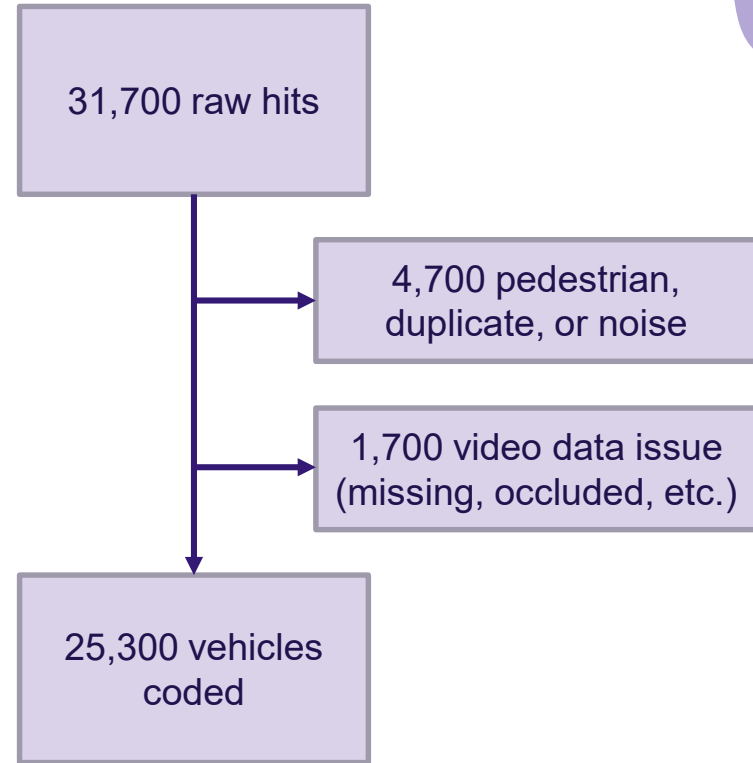 31,700 raw hits
4,700 pedestrian,
duplicate, or noise
1,700 video data issue
(missing, occluded, etc.)
25,300 vehicles
coded